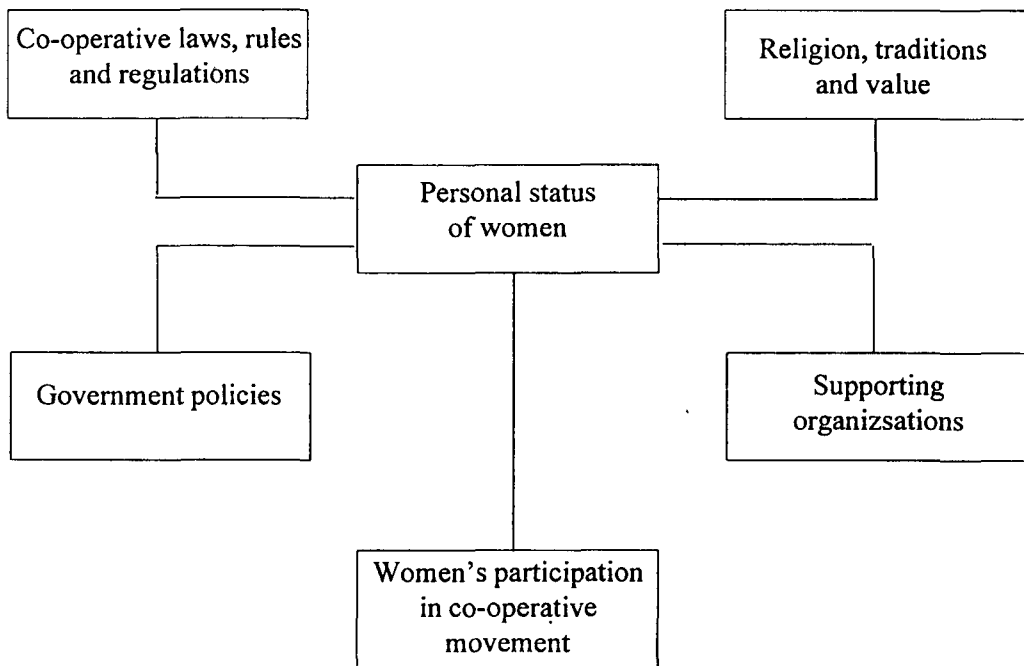 Co-operative laws, rules
and regulations
Religion, traditions
and value
Personal status
of women
Government policies
Supporting
organizsations
Women's participation
in co-operative
movement